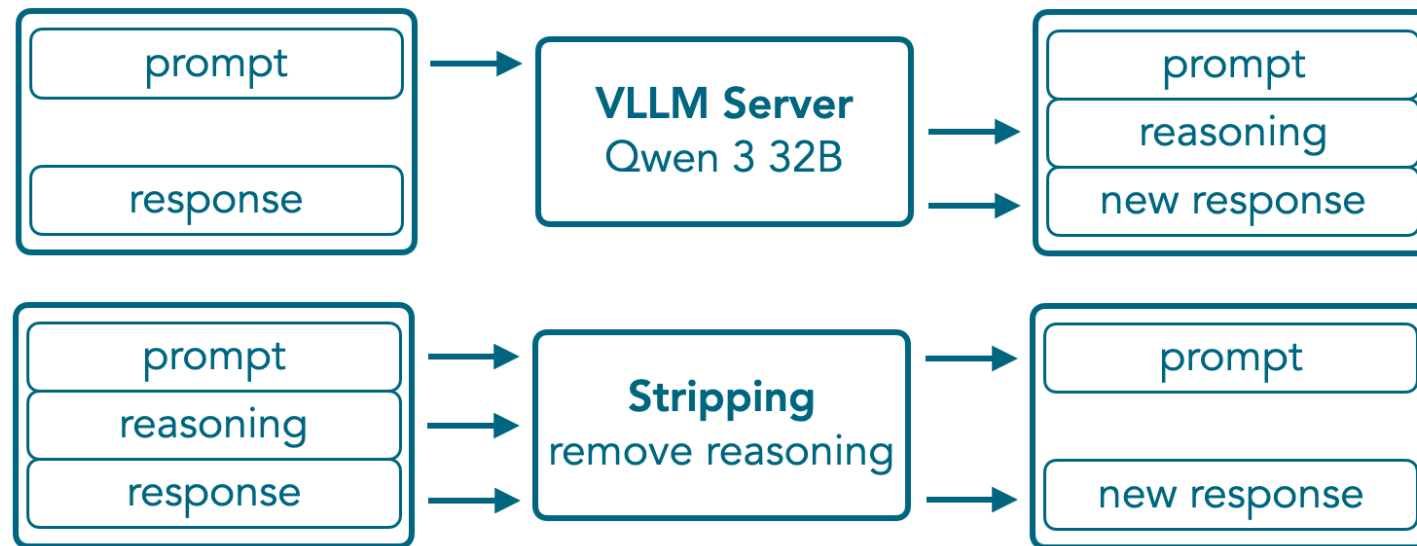 prompt
response
VLLM Server
Qwen 3 32B
prompt
reasoning
new response
prompt
reasoning
response
Stripping
remove reasoning
prompt
new response